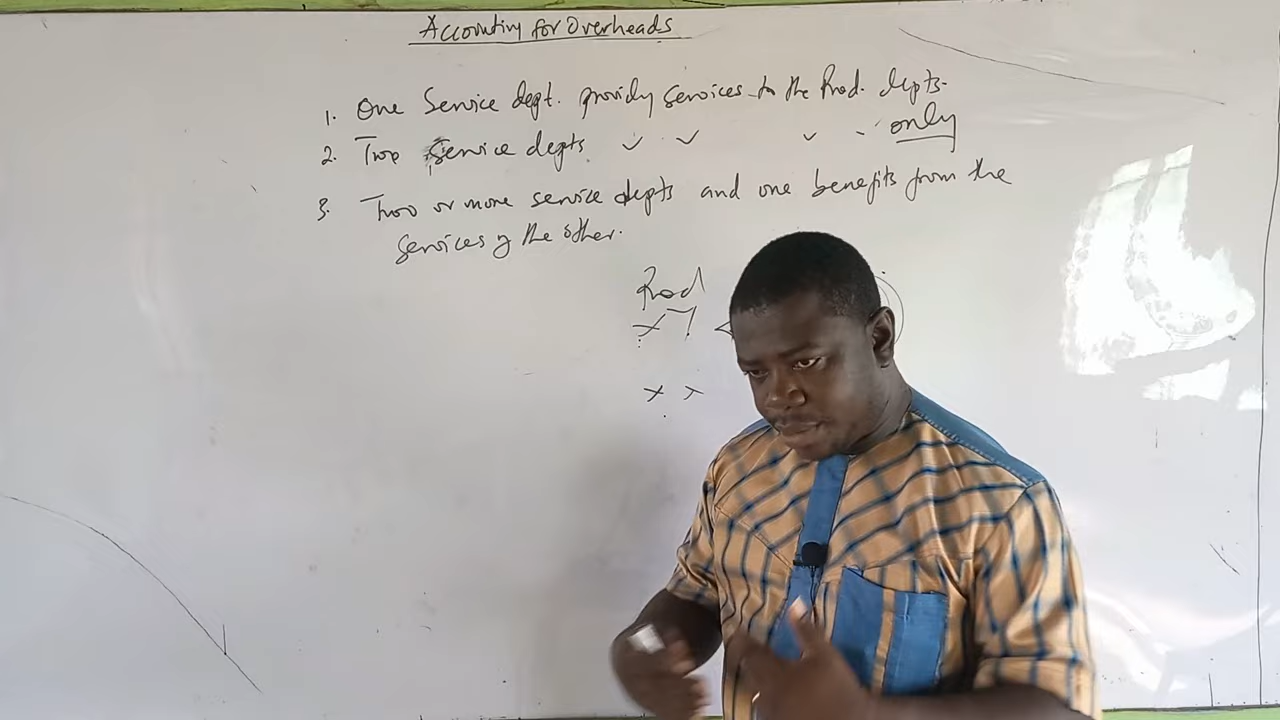 Accounting for Overheads
1. One Service dept. providing services to the Prod. depts.
2. Two service depts ✓ ✓ ✓ . only
3. Two or more service depts and one benefits from the
services of the other.
Prod
x 7 <
x x